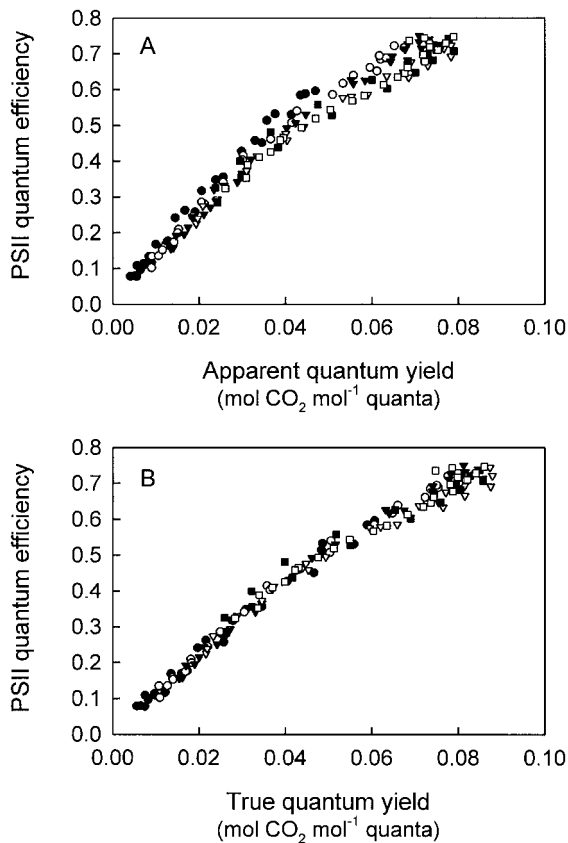 A
PSII quantum efficiency
0.8
0.7
0.6
0.5
0.4
0.3
0.2
0.1
0.0
0.00 0.02 0.04 0.06 0.08 0.10
Apparent quantum yield
(mol CO₂ mol⁻¹ quanta)
B
PSII quantum efficiency
0.8
0.7
0.6
0.5
0.4
0.3
0.2
0.1
0.0
0.00 0.02 0.04 0.06 0.08 0.10
True quantum yield
(mol CO₂ mol⁻¹ quanta)